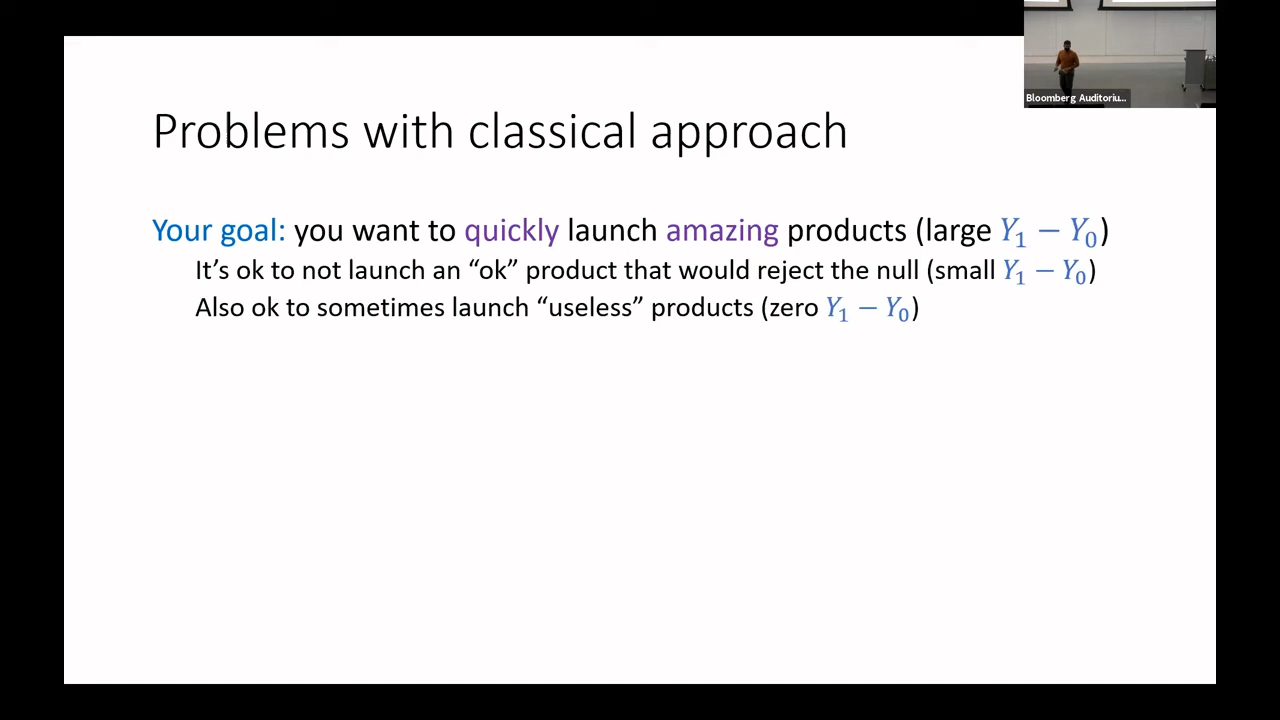 Bloomberg Auditoriu...
Problems with classical approach
Your goal: you want to quickly launch amazing products (large Y₁ − Y₀)
It’s ok to not launch an “ok” product that would reject the null (small Y₁ − Y₀)
Also ok to sometimes launch “useless” products (zero Y₁ − Y₀)